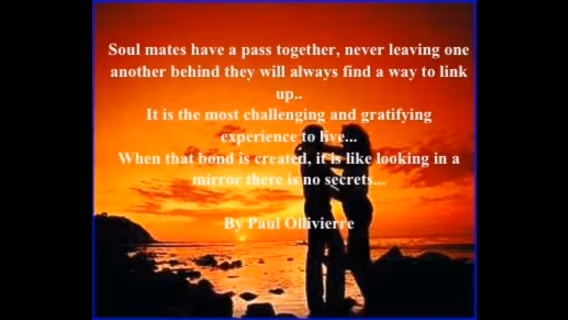 Soul mates have a pass together, never leaving one
another behind they will always find a way to link
up..
It is the most challenging and gratifying
experience to live...
When that bond is created, it is like looking in a
mirror there is no secrets...
By Paul Ollivierre